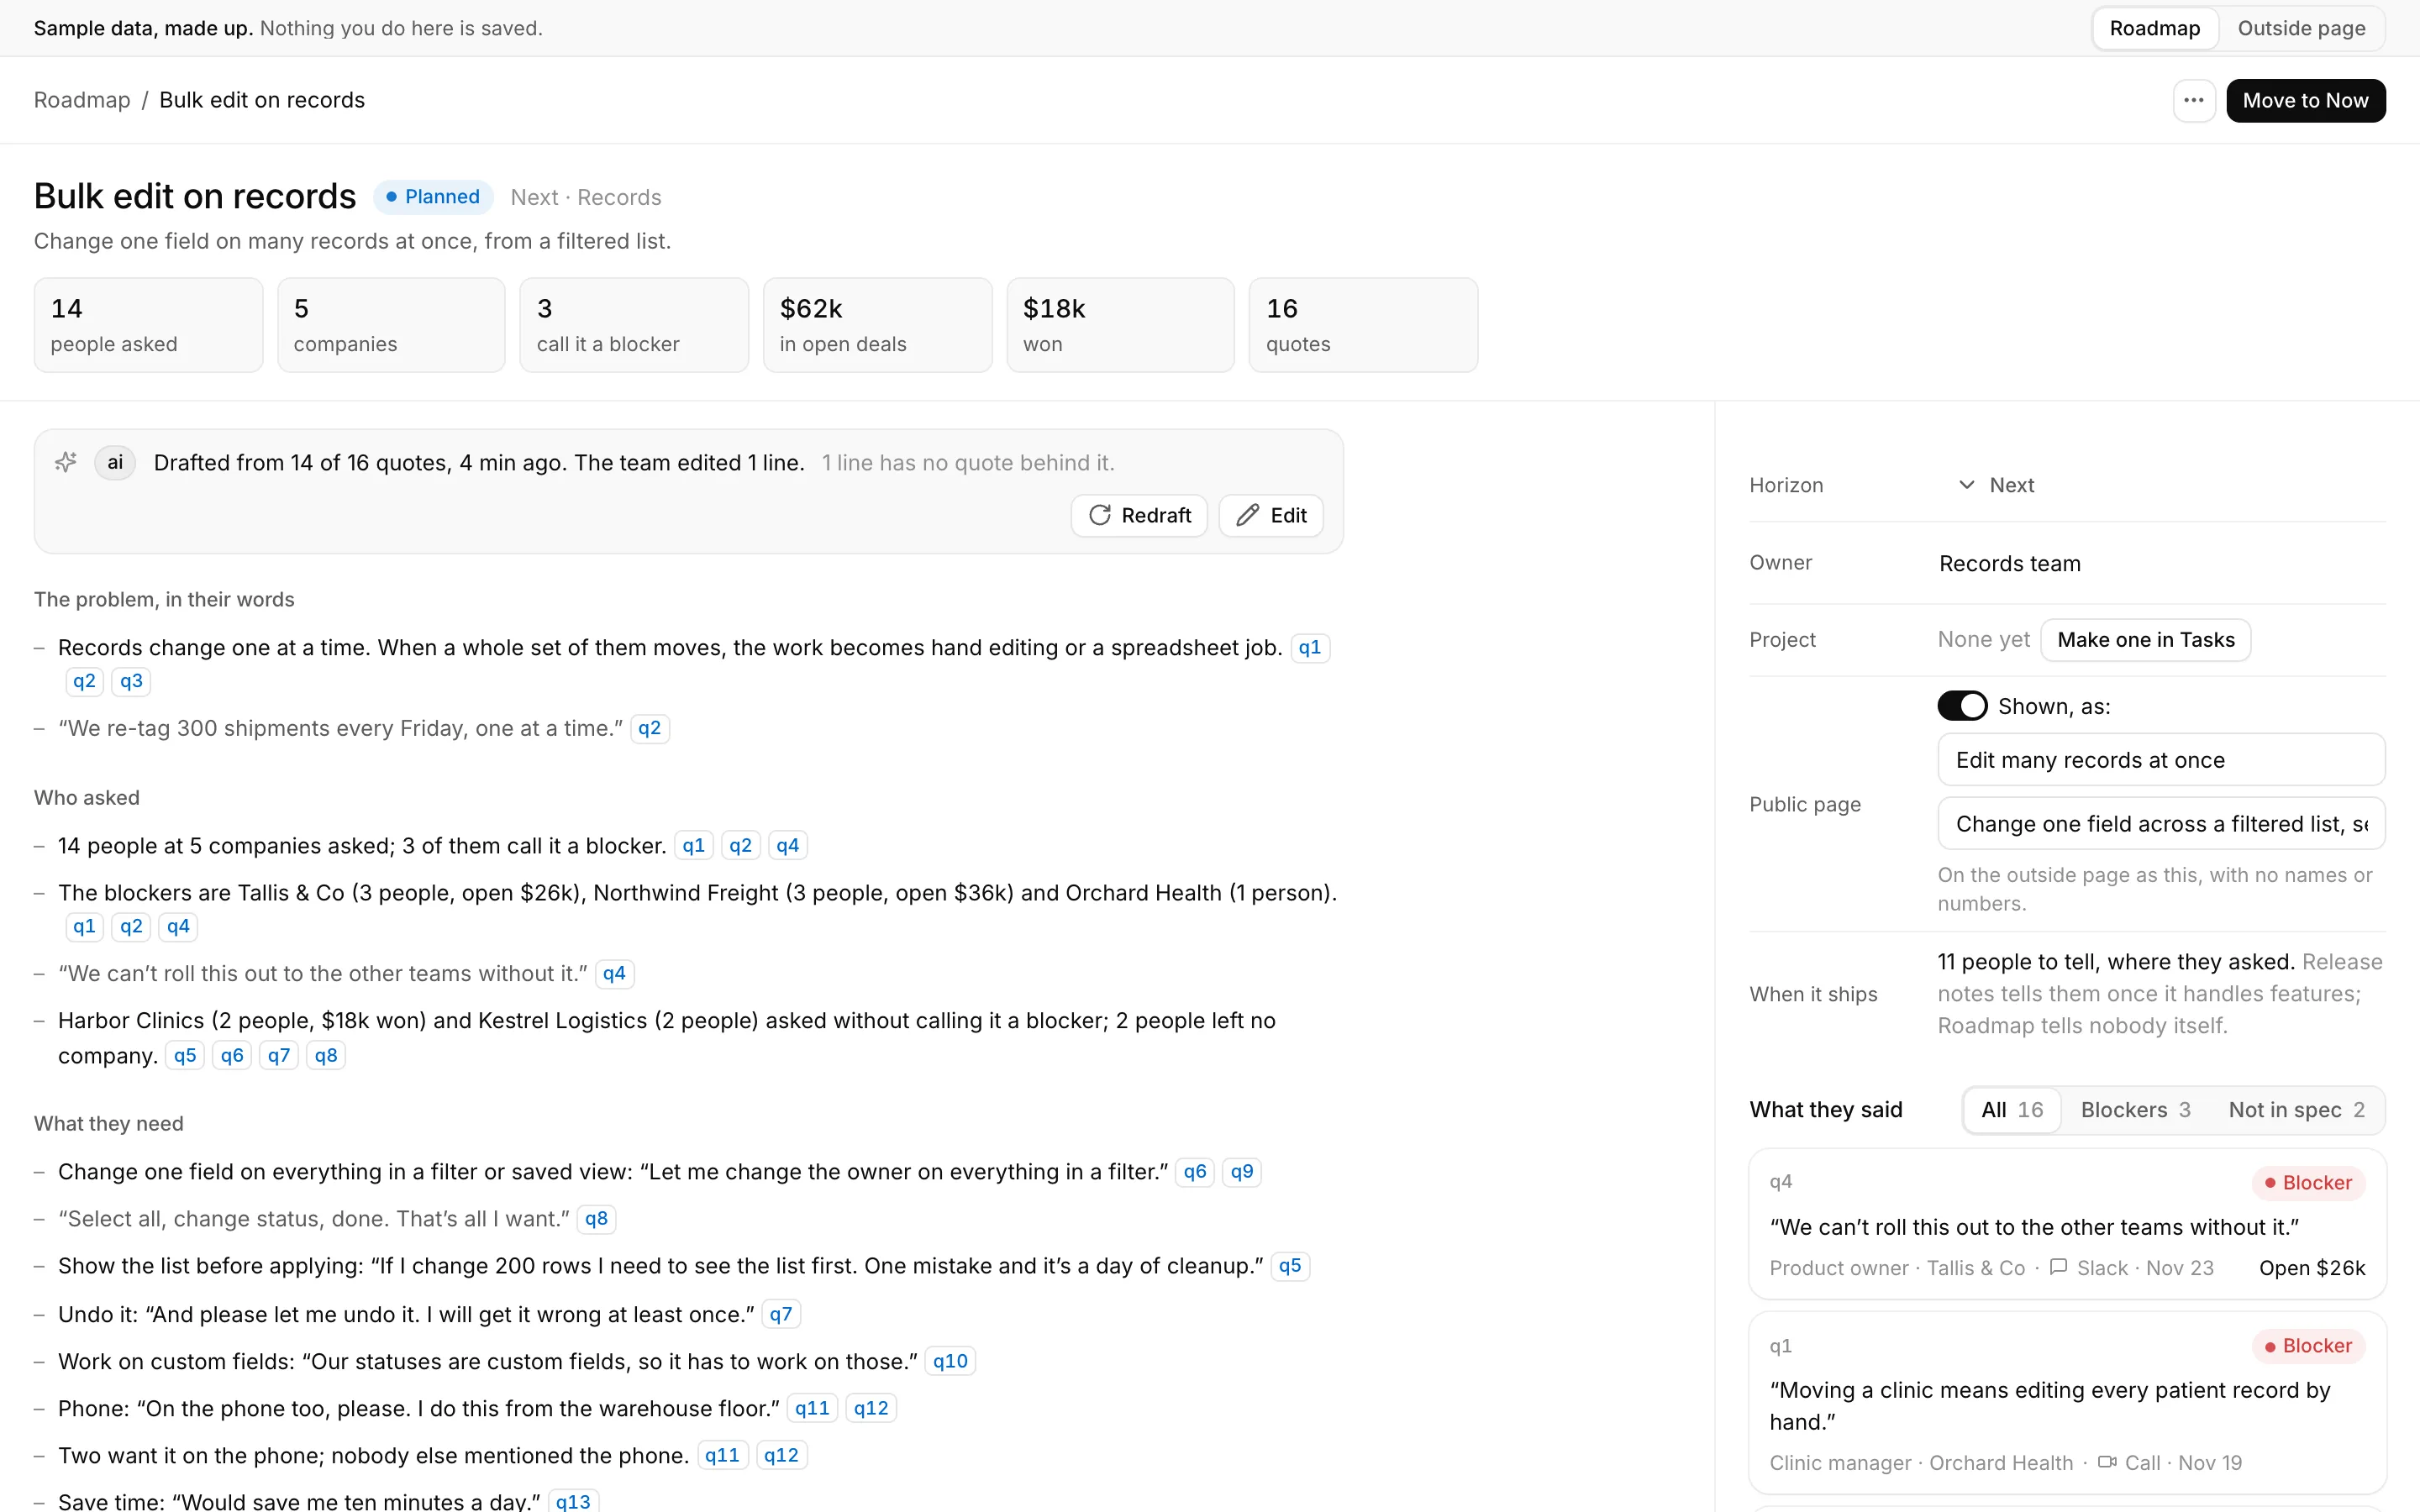 Sample data, made up. Nothing you do here is saved.
Roadmap
Outside page
Roadmap / Bulk edit on records
Move to Now
Bulk edit on records
Planned
Next · Records
Change one field on many records at once, from a filtered list.
14
people asked
5
companies
3
call it a blocker
$62k
in open deals
$18k
won
16
quotes
ai
Drafted from 14 of 16 quotes, 4 min ago. The team edited 1 line. 1 line has no quote behind it.
Redraft
Edit
The problem, in their words
– Records change one at a time. When a whole set of them moves, the work becomes hand editing or a spreadsheet job. q1
q2 q3
– “We re-tag 300 shipments every Friday, one at a time.” q2
Who asked
– 14 people at 5 companies asked; 3 of them call it a blocker. q1 q2 q4
– The blockers are Tallis & Co (3 people, open $26k), Northwind Freight (3 people, open $36k) and Orchard Health (1 person).
q1 q2 q4
– “We can’t roll this out to the other teams without it.” q4
– Harbor Clinics (2 people, $18k won) and Kestrel Logistics (2 people) asked without calling it a blocker; 2 people left no
company. q5 q6 q7 q8
What they need
– Change one field on everything in a filter or saved view: “Let me change the owner on everything in a filter.” q6 q9
– “Select all, change status, done. That’s all I want.” q8
– Show the list before applying: “If I change 200 rows I need to see the list first. One mistake and it’s a day of cleanup.” q5
– Undo it: “And please let me undo it. I will get it wrong at least once.” q7
– Work on custom fields: “Our statuses are custom fields, so it has to work on those.” q10
– Phone: “On the phone too, please. I do this from the warehouse floor.” q11 q12
– Two want it on the phone; nobody else mentioned the phone. q11 q12
– Save time: “Would save me ten minutes a day.” q13
Horizon
Next
Owner
Records team
Project
None yet
Make one in Tasks
Public page
Shown, as:
Edit many records at once
Change one field across a filtered list, se
On the outside page as this, with no names or
numbers.
When it ships
11 people to tell, where they asked. Release
notes tells them once it handles features;
Roadmap tells nobody itself.
What they said
All 16
Blockers 3
Not in spec 2
q4
Blocker
“We can’t roll this out to the other teams without it.”
Product owner · Tallis & Co · Slack · Nov 23
Open $26k
q1
Blocker
“Moving a clinic means editing every patient record by
hand.”
Clinic manager · Orchard Health · Call · Nov 19